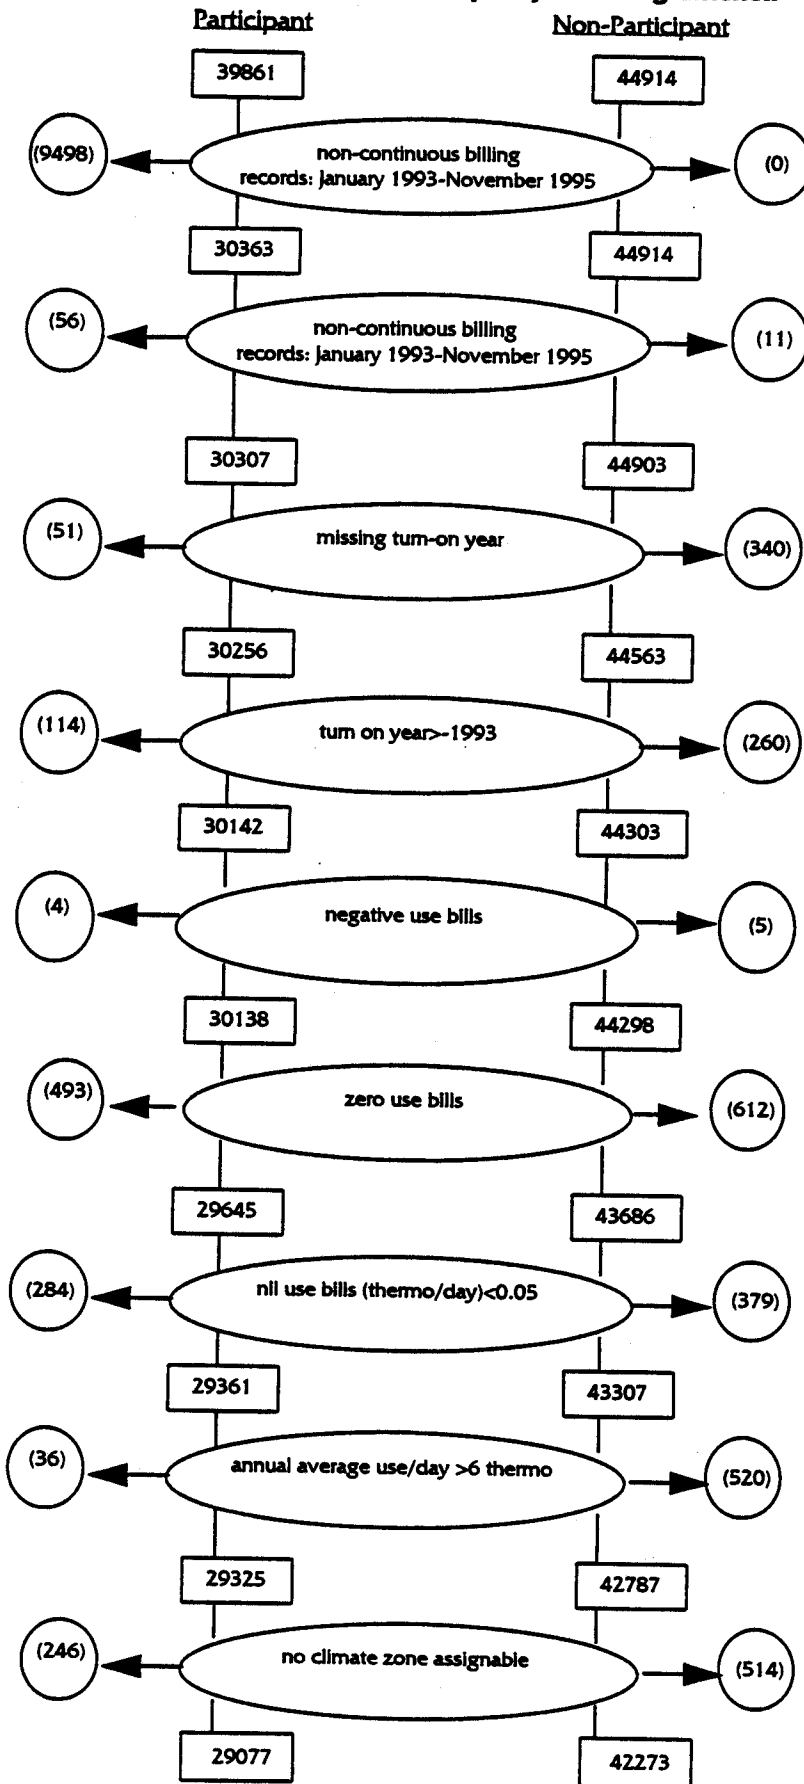 Participant Non-Participant
39861 44914
(9498) non-continuous billing (0)
records: January 1993-November 1995
30363 44914
(56) non-continuous billing (11)
records: January 1993-November 1995
30307 44903
(51) missing turn-on year (340)
30256 44563
(114) turn on year>-1993 (260)
30142 44303
(4) negative use bills (5)
30138 44298
(493) zero use bills (612)
29645 43686
(284) nil use bills (thermo/day)<0.05 (379)
29361 43307
(36) annual average use/day >6 thermo (520)
29325 42787
(246) no climate zone assignable (514)
29077 42273